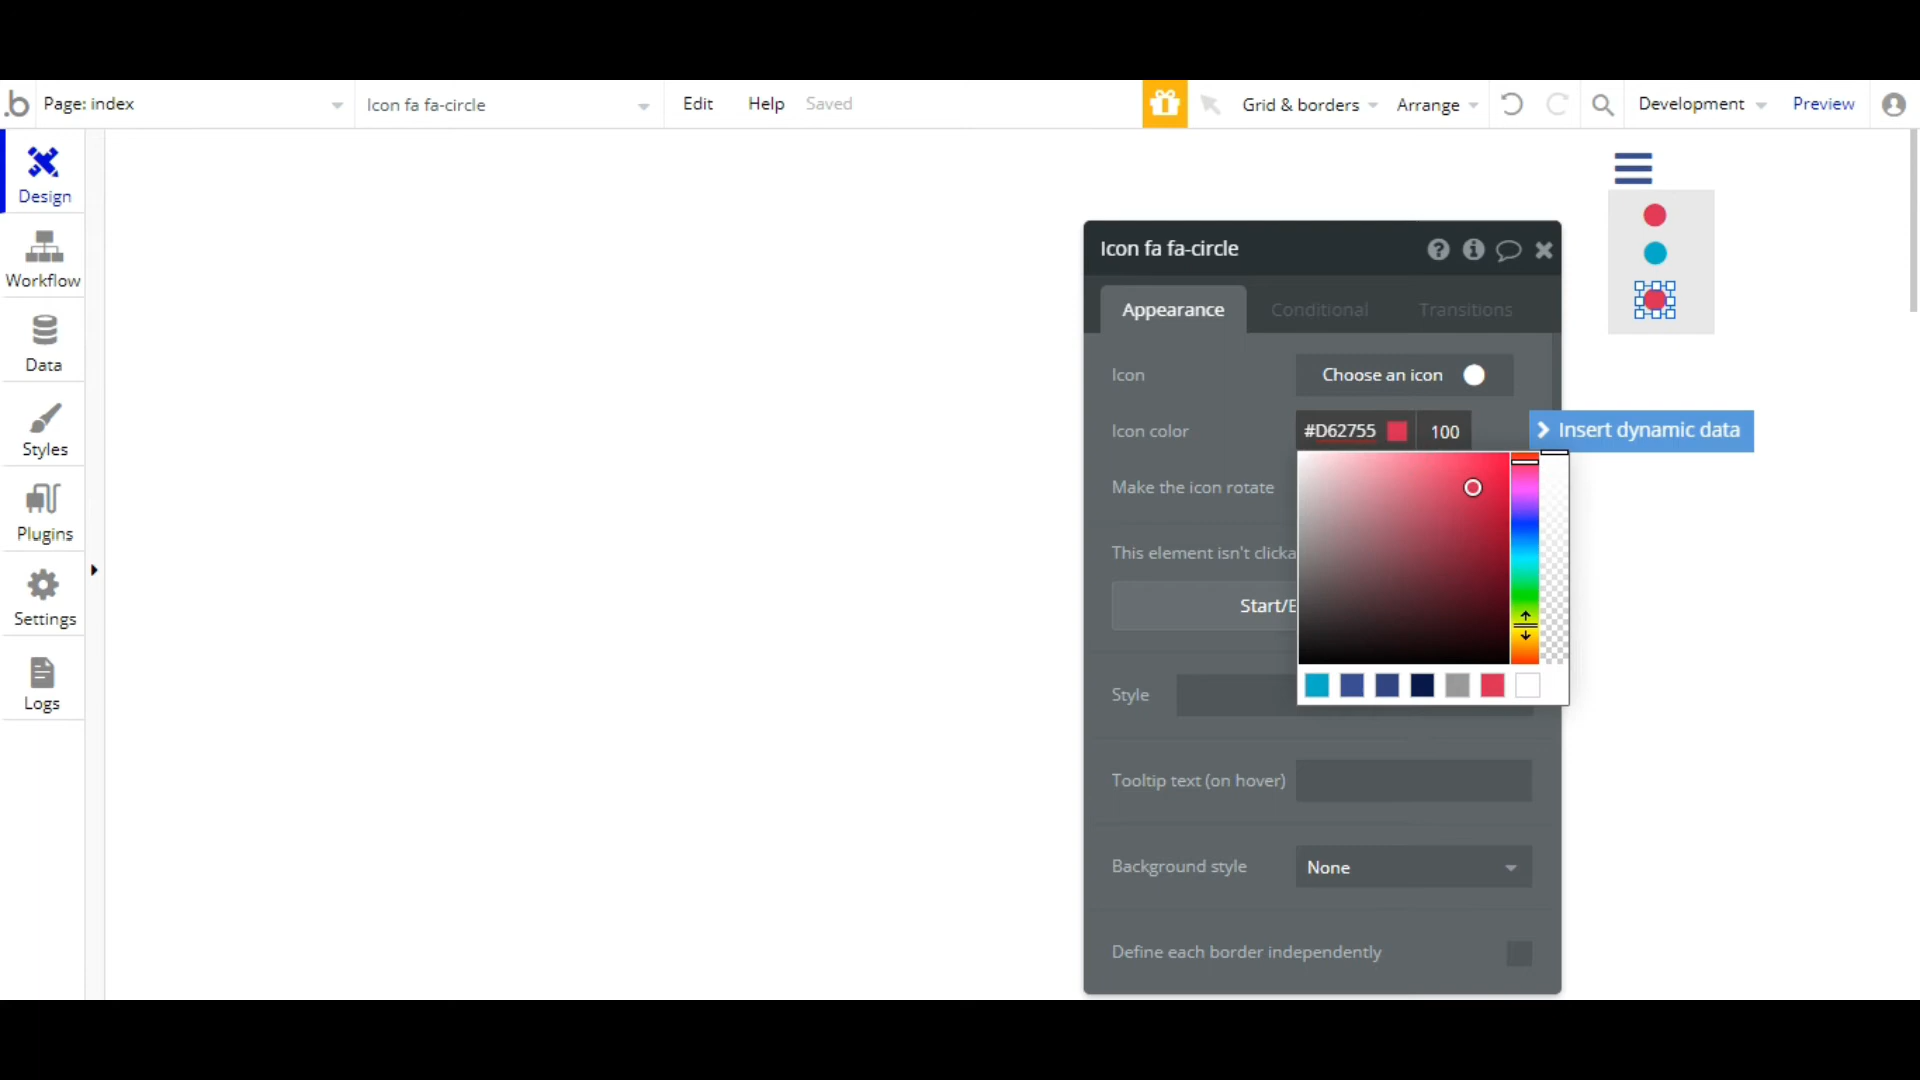 .b Page: index Icon fa fa-circle Edit Help Saved Grid & borders Arrange Development Preview
Design
Workflow
Data
Styles
Plugins
Settings
Logs
Icon fa fa-circle
Appearance Conditional Transitions
Icon Choose an icon
Icon color #D62755 100 Insert dynamic data
Make the icon rotate
This element isn't clicka
Start/E
Style
Tooltip text (on hover)
Background style None
Define each border independently